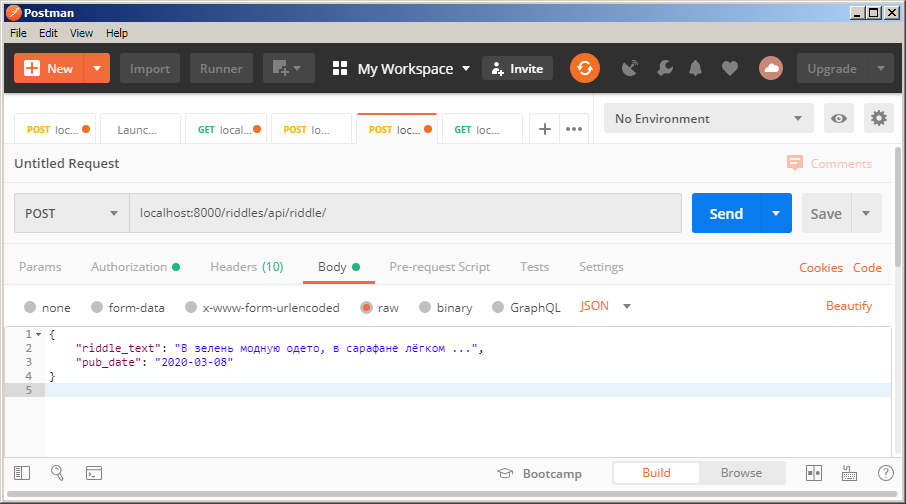 Postman
File Edit View Help
New Import Runner My Workspace Invite Upgrade
POST loc... Launc... GET local... POST lo... POST loc... GET loc... No Environment
Untitled Request Comments
POST localhost:8000/riddles/api/riddle/ Send Save
Params Authorization Headers (10) Body Pre-request Script Tests Settings Cookies Code
none form-data x-www-form-urlencoded raw binary GraphQL JSON Beautify
1 {
2 "riddle_text": "В зелень модную одето, в сарафане лёгком ...",
3 "pub_date": "2020-03-08"
4 }
5
Bootcamp Build Browse